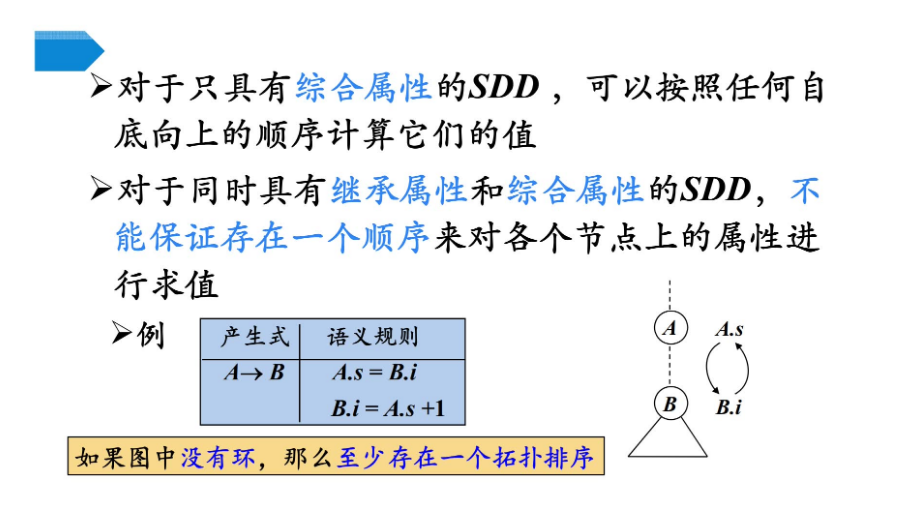 ➢对于只具有综合属性的SDD ，可以按照任何自
底向上的顺序计算它们的值
➢对于同时具有继承属性和综合属性的SDD，不
能保证存在一个顺序来对各个节点上的属性进
行求值
➢例
产生式 语义规则
A→ B A.s = B.i
B.i = A.s +1
A A.s
B B.i
如果图中没有环，那么至少存在一个拓扑排序